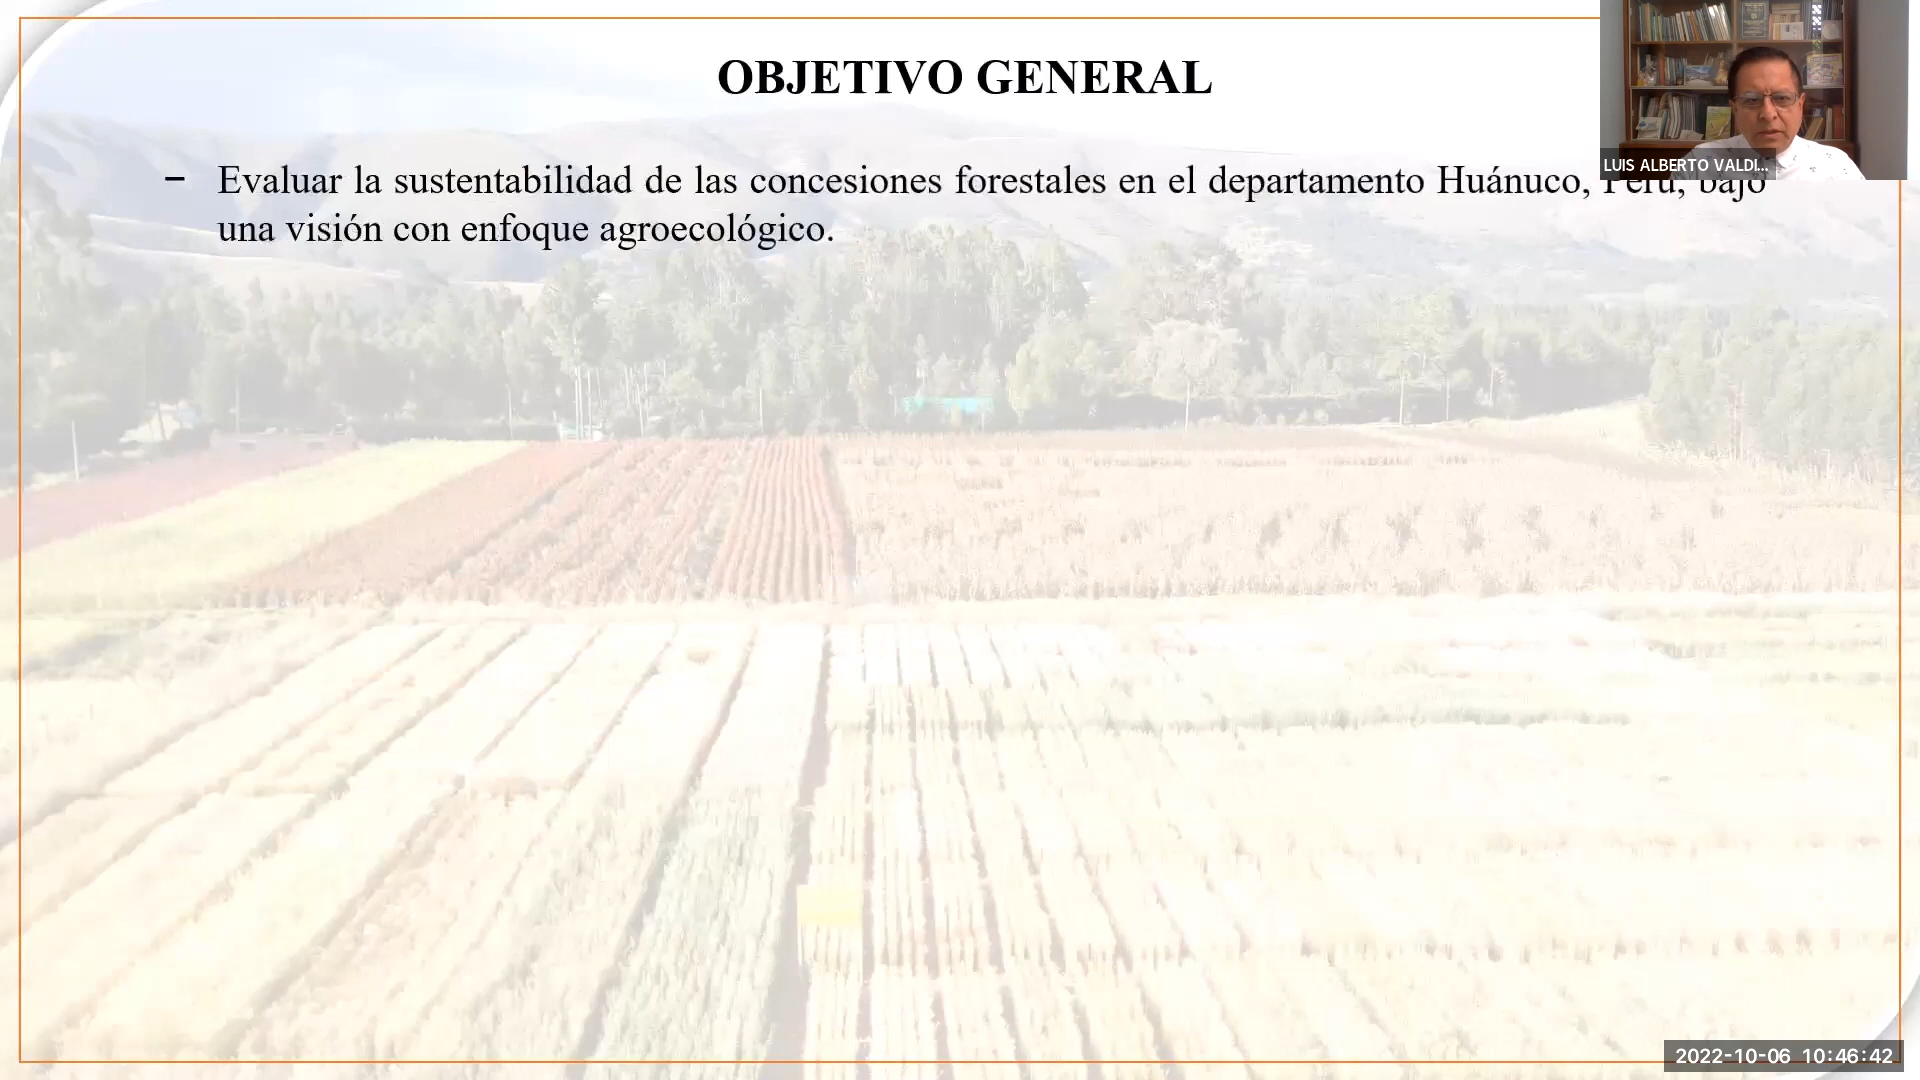 OBJETIVO GENERAL
LUIS ALBERTO VALDI...
– Evaluar la sustentabilidad de las concesiones forestales en el departamento Huánuco, Perú, bajo
una visión con enfoque agroecológico.
2022-10-06 10:46:42